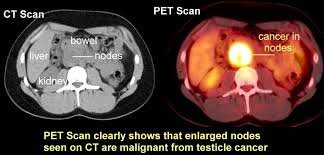 CT Scan
PET Scan
bowel
liver
nodes
kidney
cancer in
nodes
PET Scan clearly shows that enlarged nodes
seen on CT are malignant from testicle cancer